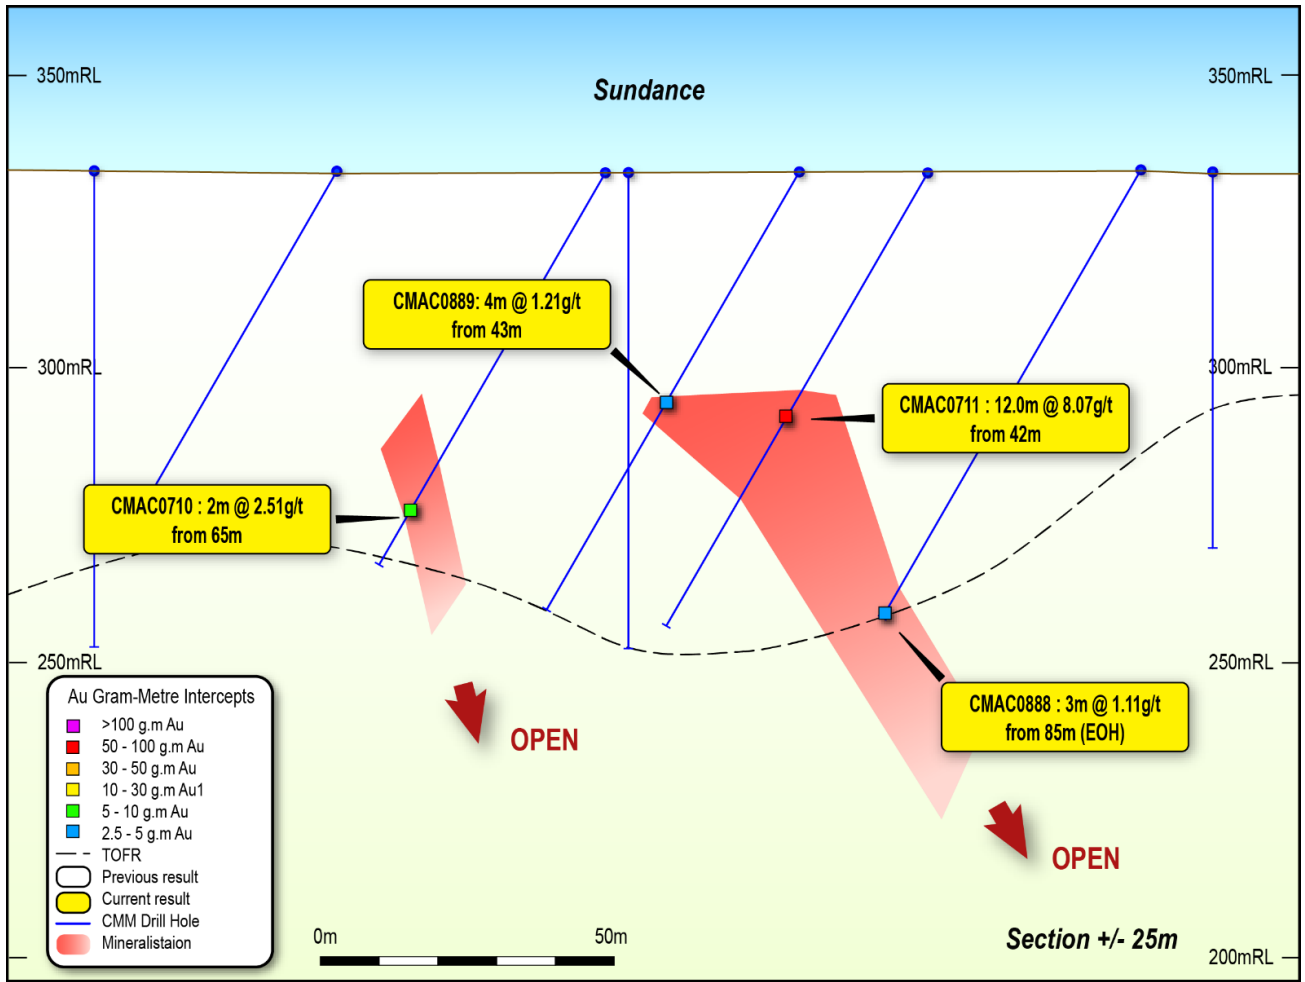 350mRL
350mRL
Sundance
CMAC0889: 4m @ 1.21g/t
from 43m
300mRL
300mRL
CMAC0711 : 12.0m @ 8.07g/t
from 42m
CMAC0710 : 2m @ 2.51g/t
from 65m
250mRL
250mRL
CMAC0888 : 3m @ 1.11g/t
from 85m (EOH)
OPEN
OPEN
Au Gram-Metre Intercepts
>100 g.m Au
50 - 100 g.m Au
30 - 50 g.m Au
10 - 30 g.m Au1
5 - 10 g.m Au
2.5 - 5 g.m Au
TOFR
Previous result
Current result
CMM Drill Hole
Mineralistaion
0m
50m
Section +/- 25m
200mRL